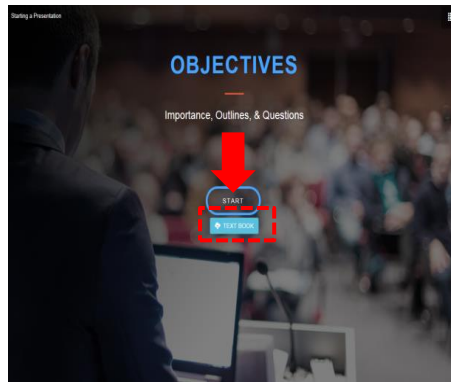 Starting a Presentation
OBJECTIVES
Importance, Outlines, & Questions
START
TEXT BOOK